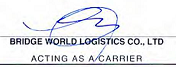 BRIDGE WORLD LOGISTICS CO., LTD
ACTING AS A CARRIER